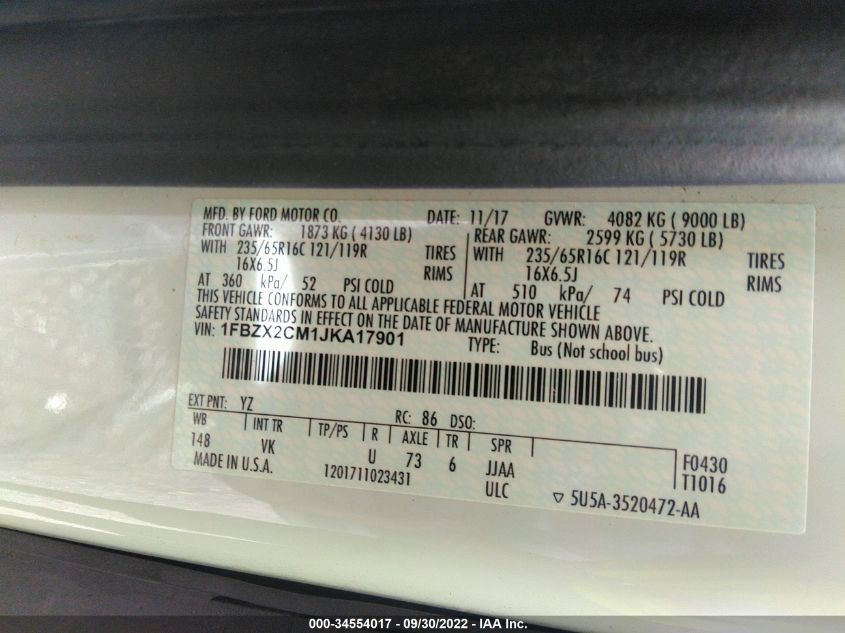 MFD. BY FORD MOTOR CO. DATE: 11/17 GVWR: 4082 KG ( 9000 LB)
FRONT GAWR: 1873 KG ( 4130 LB) REAR GAWR: 2599 KG ( 5730 LB)
WITH 235/65R16C 121/119R TIRES WITH 235/65R16C 121/119R TIRES
16X6.5J RIMS 16X6.5J RIMS
AT 360 kPa/ 52 PSI COLD AT 510 kPa/ 74 PSI COLD
THIS VEHICLE CONFORMS TO ALL APPLICABLE FEDERAL MOTOR VEHICLE
SAFETY STANDARDS IN EFFECT ON THE DATE OF MANUFACTURE SHOWN ABOVE.
VIN: 1FBZX2CM1JKA17901 TYPE: Bus (Not school bus)
EXT PNT: YZ RC: 86 DSO:
WB INT TR TP/PS R AXLE TR SPR
148 VK U 73 6 JJAA F0430
MADE IN U.S.A. 1201711023431 ULC T1016
5U5A-3520472-AA
000-34554017 - 09/30/2022 - IAA Inc.